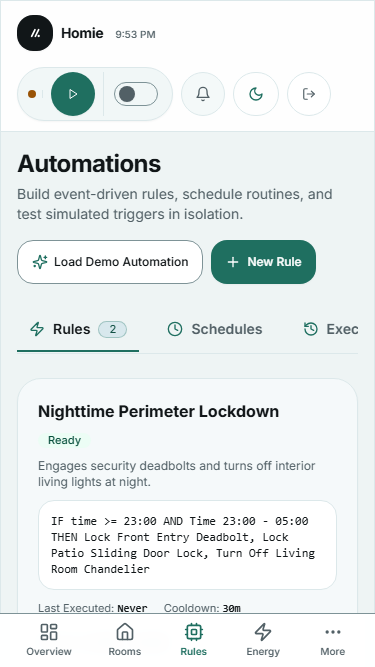 Homie 9:53 PM
Automations
Build event-driven rules, schedule routines, and
test simulated triggers in isolation.
Load Demo Automation
New Rule
Rules 2
Schedules
Exec
Nighttime Perimeter Lockdown
Ready
Engages security deadbolts and turns off interior
living lights at night.
IF time >= 23:00 AND Time 23:00 - 05:00
THEN Lock Front Entry Deadbolt, Lock
Patio Sliding Door Lock, Turn Off Living
Room Chandelier
Last Executed: Never Cooldown: 30m
Overview
Rooms
Rules
Energy
More